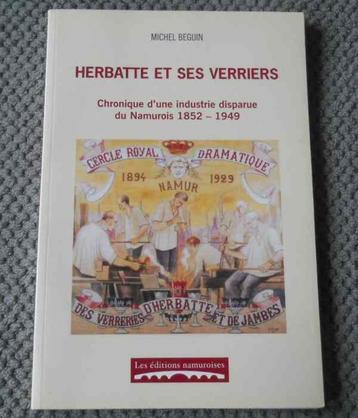 MICHEL BEGUIN
HERBATTE ET SES VERRIERS
Chronique d'une industrie disparue
du Namurois 1852 – 1949
CERCLE ROYAL DRAMATIQUE
1894 NAMUR 1929
DES VERRERIES D'HERBATTE ET DE JAMBES
Les éditions namuroises